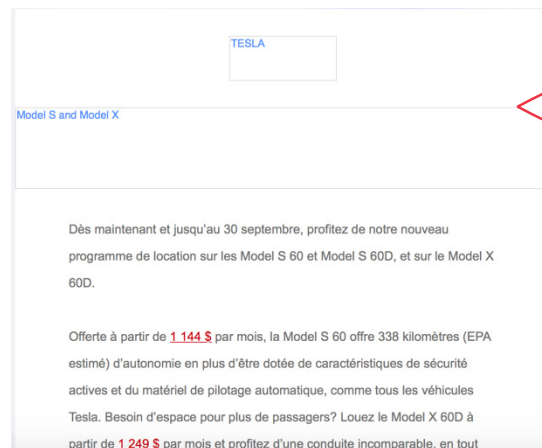 TESLA
Model S and Model X
Dès maintenant et jusqu'au 30 septembre, profitez de notre nouveau
programme de location sur les Model S 60 et Model S 60D, et sur le Model X
60D.
Offerte à partir de 1 144 $ par mois, la Model S 60 offre 338 kilomètres (EPA
estimé) d'autonomie en plus d'être dotée de caractéristiques de sécurité
actives et du matériel de pilotage automatique, comme tous les véhicules
Tesla. Besoin d'espace pour plus de passagers? Louez le Model X 60D à
partir de 1 249 $ par mois et profitez d'une conduite incomparable, en tout